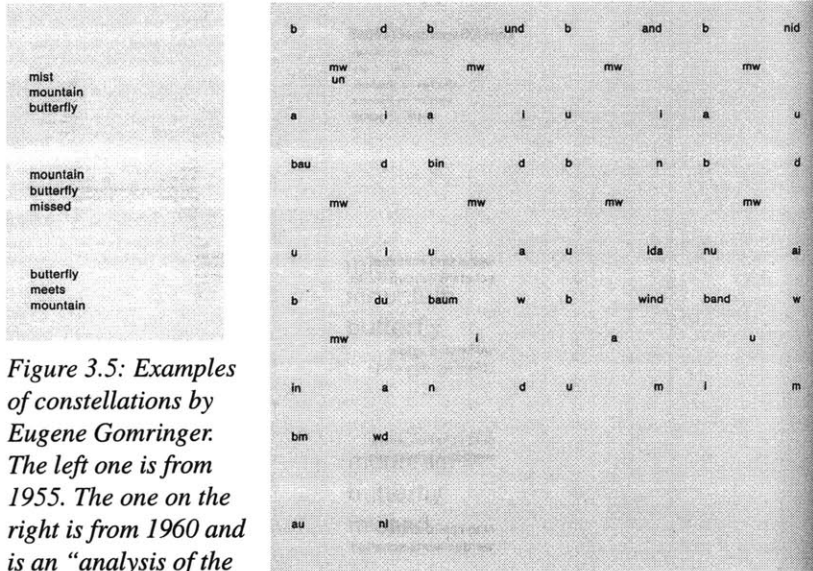 mist
mountain
butterfly
mountain
butterfly
missed
butterfly
meets
mountain
Figure 3.5: Examples
of constellations by
Eugene Gomringer.
The left one is from
1955. The one on the
right is from 1960 and
is an “analysis of the
b d b und b and b nid
mw mw mw mw
un
a i a i u i a u
bau d bin d b n b d
mw mw mw mw
u i u a u ida nu ai
b du baum w b wind band w
mw i a u
in a n d u m i m
bm wd
au ni